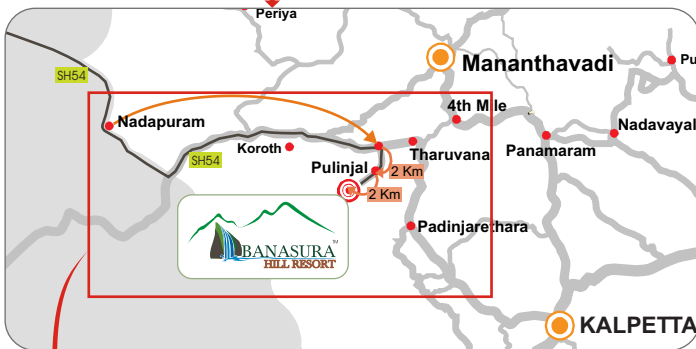 Periya
SH54
Mananthavadi
Pu
4th Mile
Nadapuram
Nadavayal
Koroth
SH54
Tharuvana
Panamaram
Pulinjal
2 Km
2 Km
Padinjarethara
BANASURA™
HILL RESORT
KALPETTA